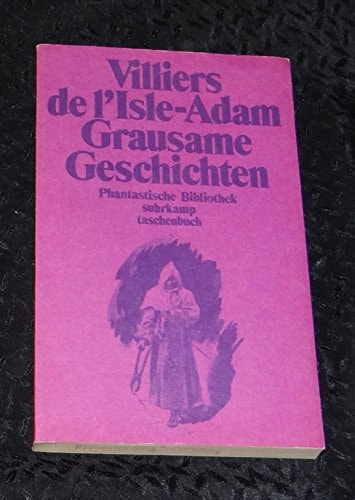 Villiers
de l'Isle-Adam
Grausame
Geschichten
Phantastische Bibliothek
suhrkamp
taschenbuch